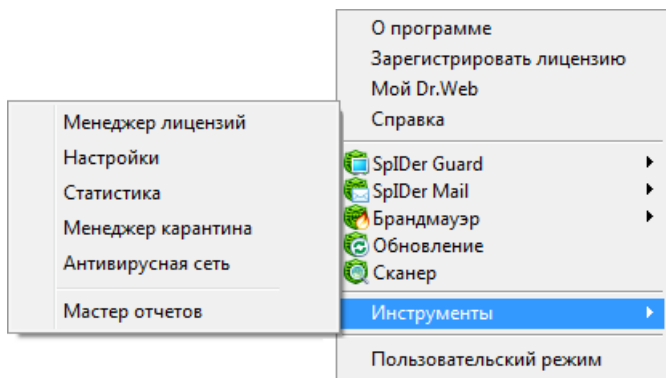 О программе
Зарегистрировать лицензию
Мой Dr.Web
Справка
SpIDer Guard
SpIDer Mail
Брандмауэр
Обновление
Сканер
Инструменты
Пользовательский режим
Менеджер лицензий
Настройки
Статистика
Менеджер карантина
Антивирусная сеть
Мастер отчетов